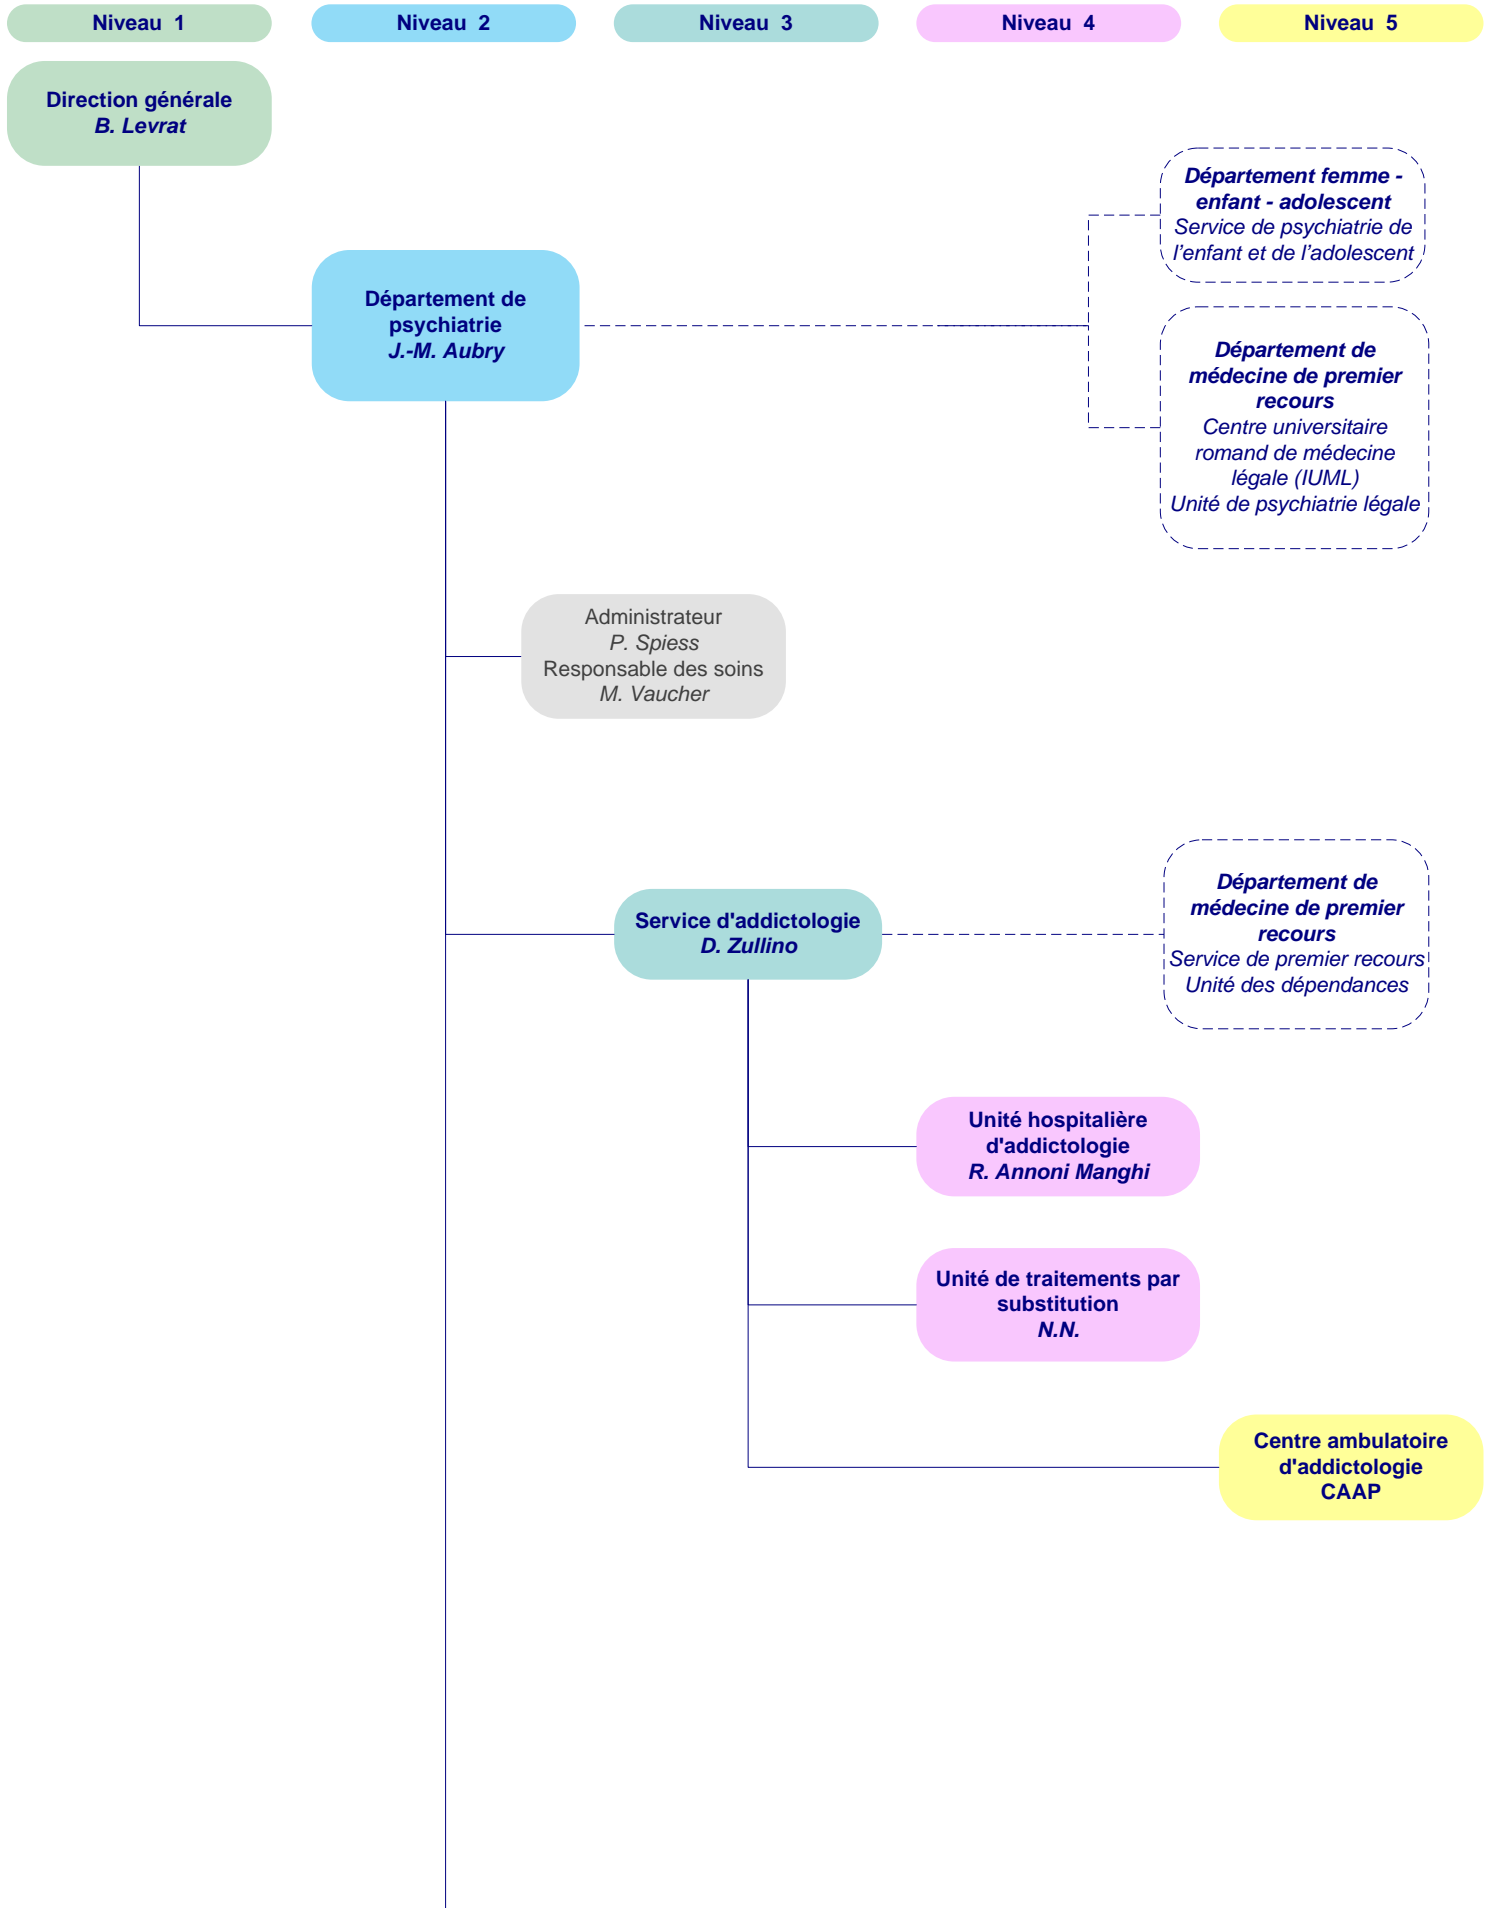 Niveau 1
Niveau 2
Niveau 3
Niveau 4
Niveau 5
Direction générale
B. Levrat
Département femme -
enfant - adolescent
Service de psychiatrie de
l'enfant et de l'adolescent
Département de
psychiatrie
J.-M. Aubry
Département de
médecine de premier
recours
Centre universitaire
romand de médecine
légale (IUML)
Unité de psychiatrie légale
Administrateur
P. Spiess
Responsable des soins
M. Vaucher
Service d'addictologie
D. Zullino
Département de
médecine de premier
recours
Service de premier recours
Unité des dépendances
Unité hospitalière
d'addictologie
R. Annoni Manghi
Unité de traitements par
substitution
N.N.
Centre ambulatoire
d'addictologie
CAAP